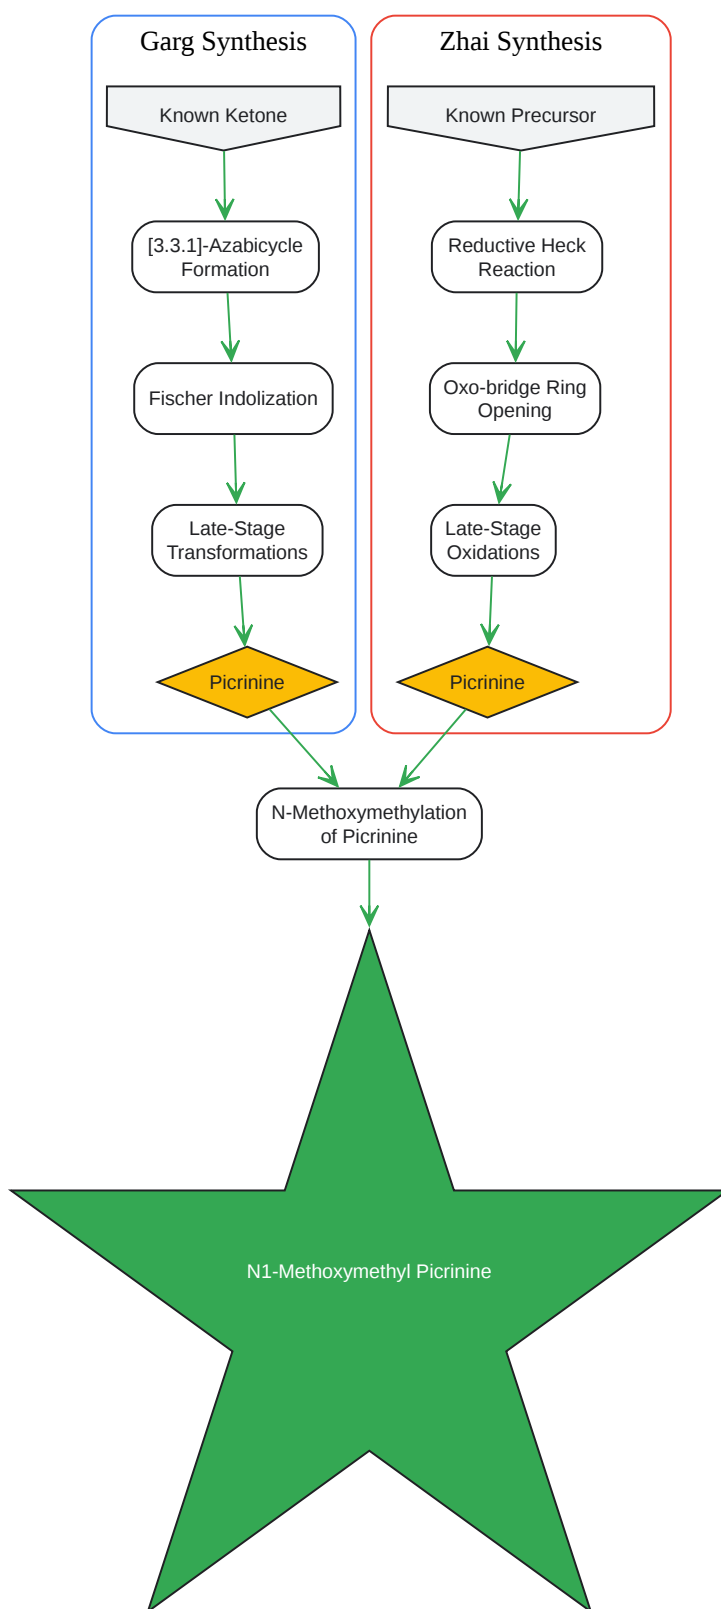 Garg Synthesis
Known Ketone
[3.3.1]-Azabicycle
Formation
Fischer Indolization
Late-Stage
Transformations
Picrinine
Zhai Synthesis
Known Precursor
Reductive Heck
Reaction
Oxo-bridge Ring
Opening
Late-Stage
Oxidations
Picrinine
N-Methoxymethylation
of Picrinine
N1-Methoxymethyl Picrinine